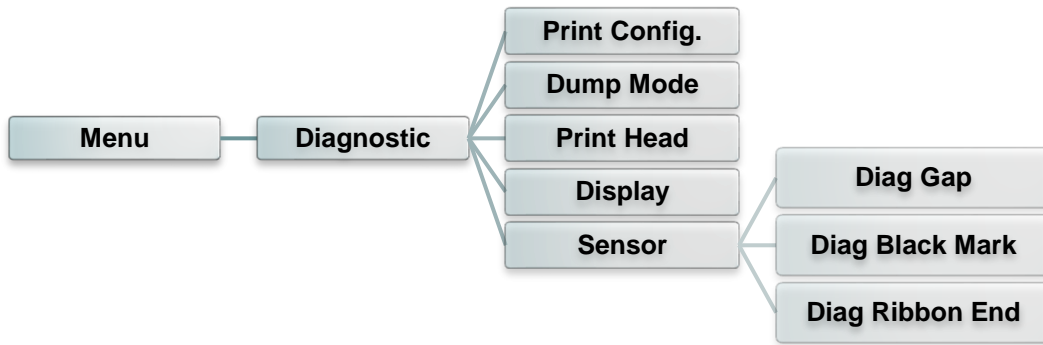 Menu
Diagnostic
Print Config.
Dump Mode
Print Head
Display
Sensor
Diag Gap
Diag Black Mark
Diag Ribbon End